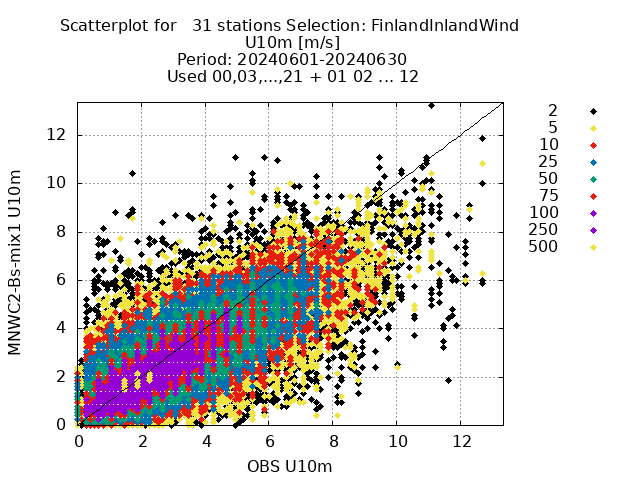 Scatterplot for   31 stations Selection: FinlandInlandWind
U10m [m/s]
Period: 20240601-20240630
Used 00,03,...,21 + 01 02 ... 12
MNWC2-Bs-mix1 U10m
12
10
8
6
4
2
0
0 2 4 6 8 10 12
OBS U10m
2
5
10
25
50
75
100
250
500